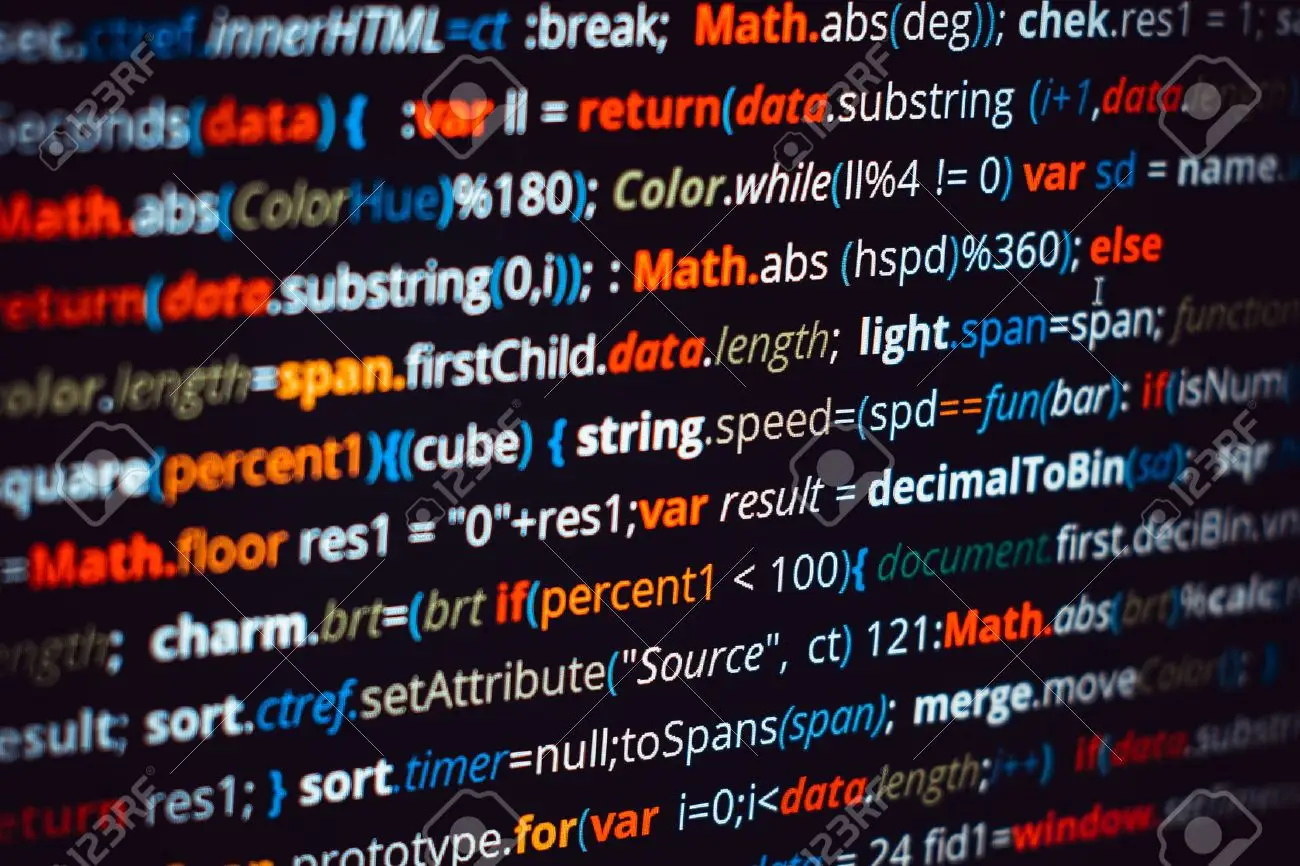 sec.ctref.innerHTML=ct :break; Math.abs(deg)); chek.res1 = 1;
Seconds(data) { :var ll = return(data.substring (i+1,data.length)
Math.abs(ColorHue)%180); Color.while(ll%4 != 0) var sd = name.
return(data.substring(0,i)); : Math.abs (hspd)%360); else
color.length=span.firstChild.data.length; light.span=span; function
square(percent1){(cube) { string.speed=(spd==fun(bar): if(isNum(
=Math.floor res1 = "0"+res1;var result = decimalToBin(sd); sqr
ength; charm.brt=(brt if(percent1 < 100){ document.first.deciBin.vm
esult; sort.ctref.setAttribute("Source", ct) 121:Math.abs(brt)%calc
return res1; } sort.timer=null;toSpans(span); merge.moveColor(); }
prototype.for(var i=0;i<data.length;i++) if(data.substri
data = 24 fid1=window.
123RF